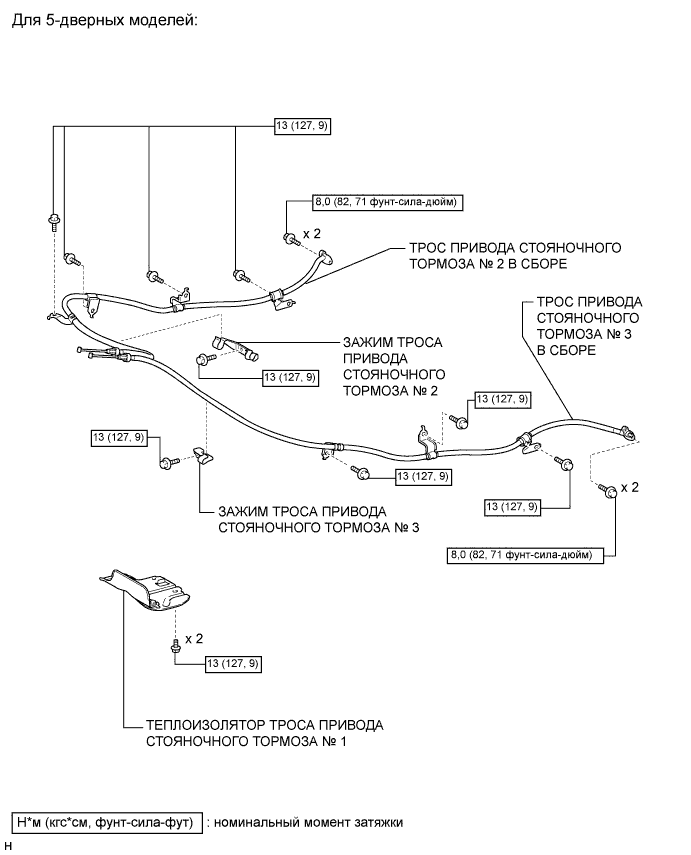 Для 5-дверных моделей:
13 (127, 9)
8,0 (82, 71 фунт-сила-дюйм)
x 2
ТРОС ПРИВОДА СТОЯНОЧНОГО
ТОРМОЗА № 2 В СБОРЕ
ТРОС ПРИВОДА
СТОЯНОЧНОГО
ТОРМОЗА № 3
В СБОРЕ
ЗАЖИМ ТРОСА
ПРИВОДА
СТОЯНОЧНОГО
ТОРМОЗА № 2
13 (127, 9)
13 (127, 9)
13 (127, 9)
13 (127, 9)
x 2
13 (127, 9)
ЗАЖИМ ТРОСА ПРИВОДА
СТОЯНОЧНОГО ТОРМОЗА № 3
8,0 (82, 71 фунт-сила-дюйм)
x 2
13 (127, 9)
ТЕПЛОИЗОЛЯТОР ТРОСА ПРИВОДА
СТОЯНОЧНОГО ТОРМОЗА № 1
Н*м (кгс*см, фунт-сила-фут) : номинальный момент затяжки
H